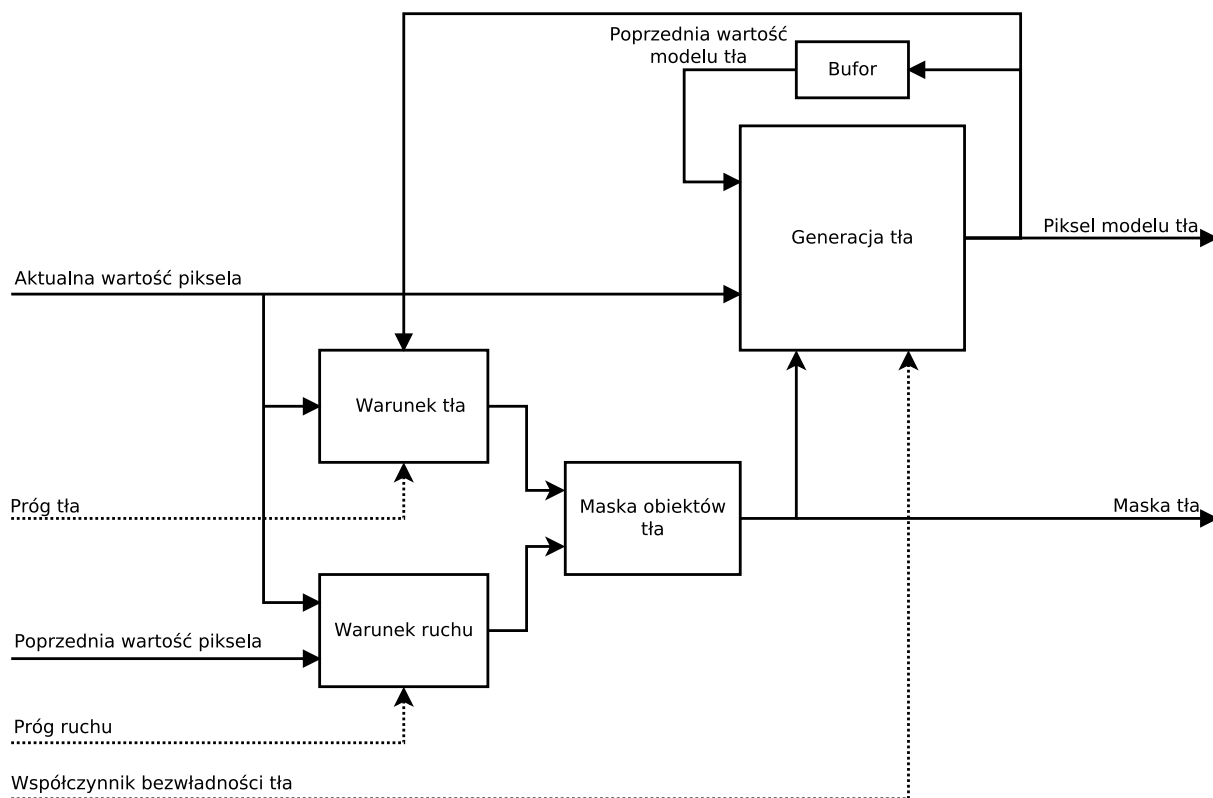 Poprzednia wartość
modelu tła
Bufor
Generacja tła
Piksel modelu tła
Aktualna wartość piksela
Warunek tła
Próg tła
Maska obiektów
tła
Maska tła
Warunek ruchu
Poprzednia wartość piksela
Próg ruchu
Współczynnik bezwładności tła